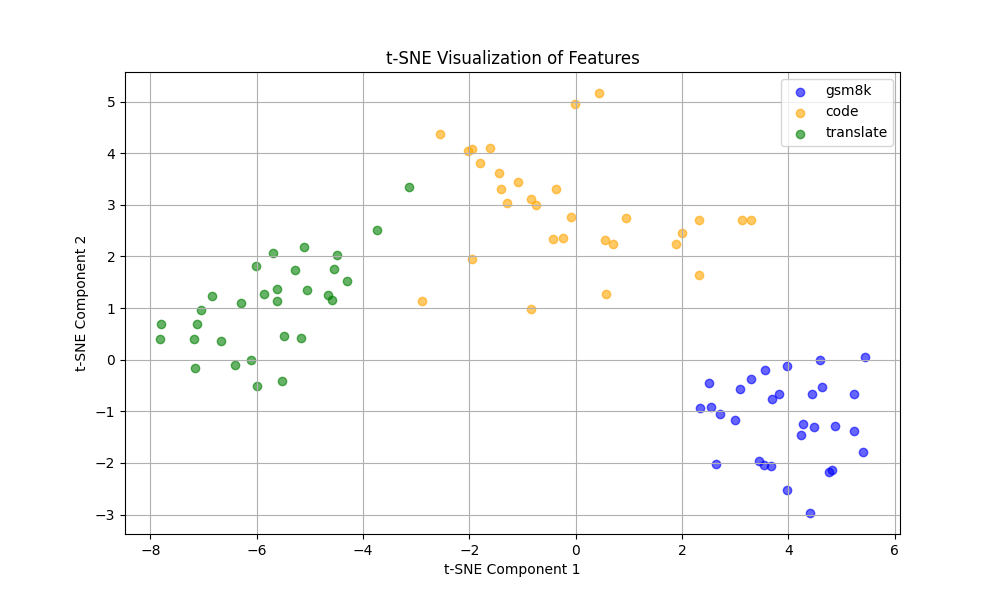 t-SNE Visualization of Features
gsm8k
code
translate
5
4
3
2
1
0
−1
−2
−3
t-SNE Component 2
−8
−6
−4
−2
0
2
4
6
t-SNE Component 1